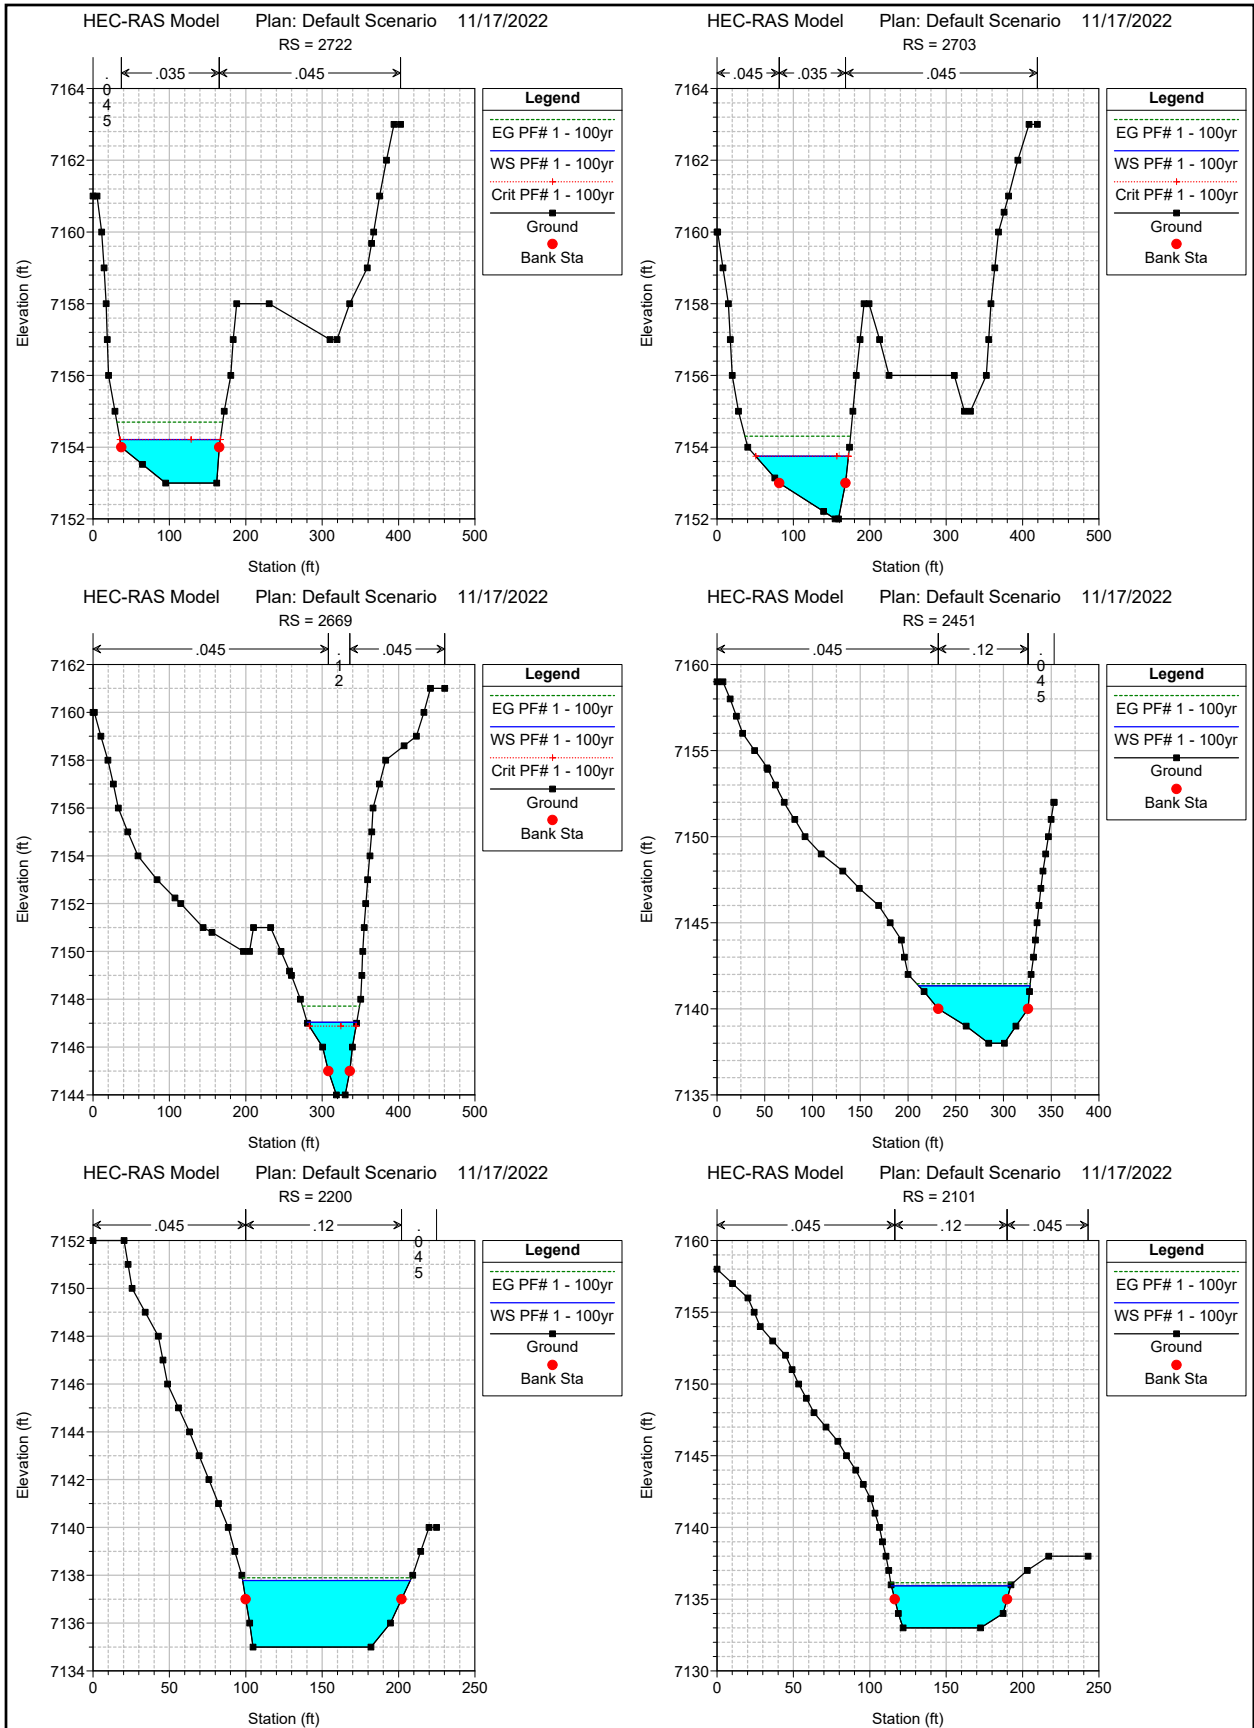 HEC-RAS Model Plan: Default Scenario 11/17/2022
RS = 2722
.045 .035 .045
7164
7162
7160
7158
7156
7154
7152
0 100 200 300 400 500
Station (ft)
Elevation (ft)
Legend
EG PF# 1 - 100yr
WS PF# 1 - 100yr
Crit PF# 1 - 100yr
Ground
Bank Sta
HEC-RAS Model Plan: Default Scenario 11/17/2022
RS = 2703
.045 .035 .045
7164
7162
7160
7158
7156
7154
7152
0 100 200 300 400 500
Station (ft)
Elevation (ft)
Legend
EG PF# 1 - 100yr
WS PF# 1 - 100yr
Crit PF# 1 - 100yr
Ground
Bank Sta
HEC-RAS Model Plan: Default Scenario 11/17/2022
RS = 2669
.045 .12 .045
7162
7160
7158
7156
7154
7152
7150
7148
7146
7144
0 100 200 300 400 500
Station (ft)
Elevation (ft)
Legend
EG PF# 1 - 100yr
WS PF# 1 - 100yr
Crit PF# 1 - 100yr
Ground
Bank Sta
HEC-RAS Model Plan: Default Scenario 11/17/2022
RS = 2451
.045 .12 .045
7160
7155
7150
7145
7140
7135
0 50 100 150 200 250 300 350 400
Station (ft)
Elevation (ft)
Legend
EG PF# 1 - 100yr
WS PF# 1 - 100yr
Ground
Bank Sta
HEC-RAS Model Plan: Default Scenario 11/17/2022
RS = 2200
.045 .12 .045
7152
7150
7148
7146
7144
7142
7140
7138
7136
7134
0 50 100 150 200 250
Station (ft)
Elevation (ft)
Legend
EG PF# 1 - 100yr
WS PF# 1 - 100yr
Ground
Bank Sta
HEC-RAS Model Plan: Default Scenario 11/17/2022
RS = 2101
.045 .12 .045
7160
7155
7150
7145
7140
7135
7130
0 50 100 150 200 250
Station (ft)
Elevation (ft)
Legend
EG PF# 1 - 100yr
WS PF# 1 - 100yr
Ground
Bank Sta